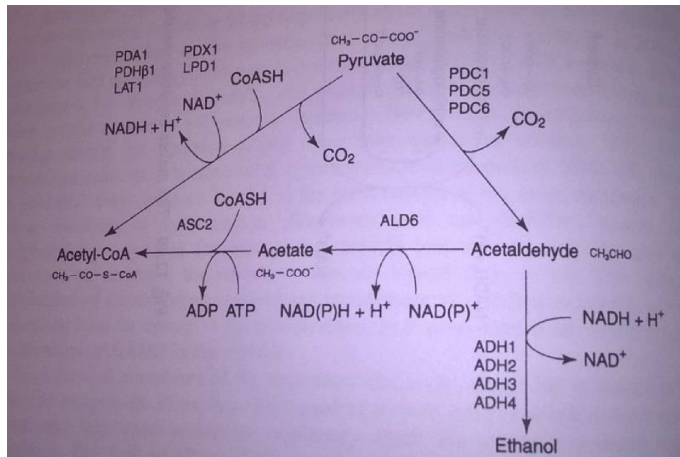 CH₃-CO-COO⁻
Pyruvate
PDA1
PDHβ1
LAT1
PDX1
LPD1
CoASH
NAD⁺
NADH + H⁺
CO₂
PDC1
PDC5
PDC6
CO₂
CoASH
ASC2
ALD6
Acetyl-CoA
CH₃-CO-S-CoA
Acetate
CH₃-COO⁻
Acetaldehyde CH₃CHO
ADP ATP
NAD(P)H + H⁺
NAD(P)⁺
NADH + H⁺
NAD⁺
ADH1
ADH2
ADH3
ADH4
Ethanol